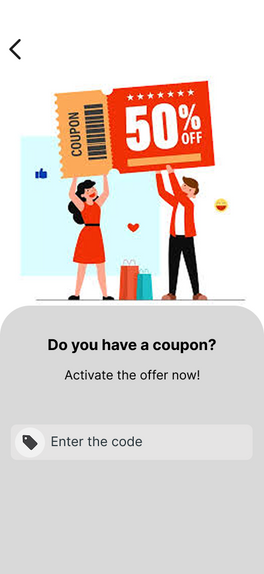 COUPON
50%
OFF
Do you have a coupon?
Activate the offer now!
Enter the code